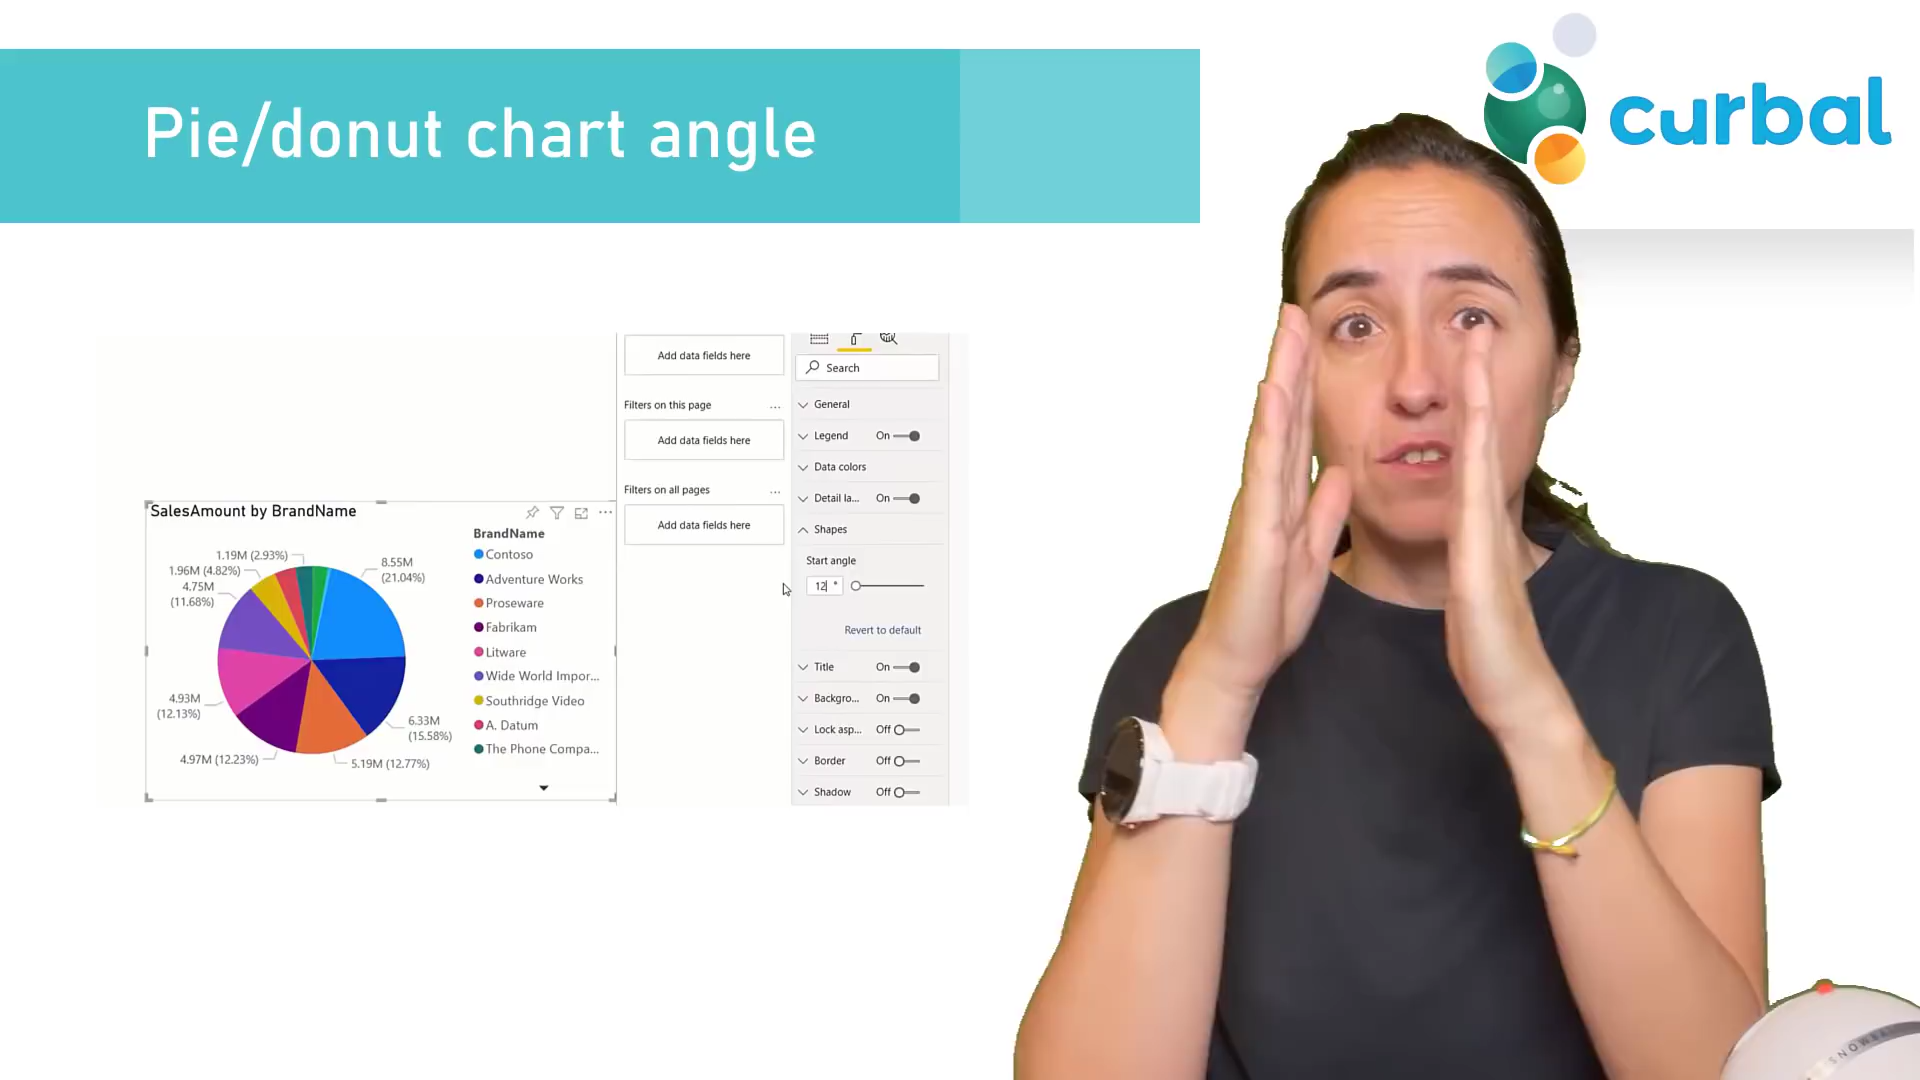 Pie/donut chart angle
curbal
Add data fields here
Search
Filters on this page ...
General
Add data fields here
Legend On
Data colors
Filters on all pages ...
Detail la... On
Add data fields here
Shapes
Start angle
12 °
Revert to default
Title On
Backgro... On
Lock asp... Off
Border Off
Shadow Off
SalesAmount by BrandName
...
BrandName
Contoso
Adventure Works
Proseware
Fabrikam
Litware
Wide World Impor...
Southridge Video
A. Datum
The Phone Compa...
1.19M (2.93%)
1.96M (4.82%)
4.75M
(11.68%)
4.93M
(12.13%)
4.97M (12.23%)
5.19M (12.77%)
6.33M
(15.58%)
8.55M
(21.04%)
SNOWBA